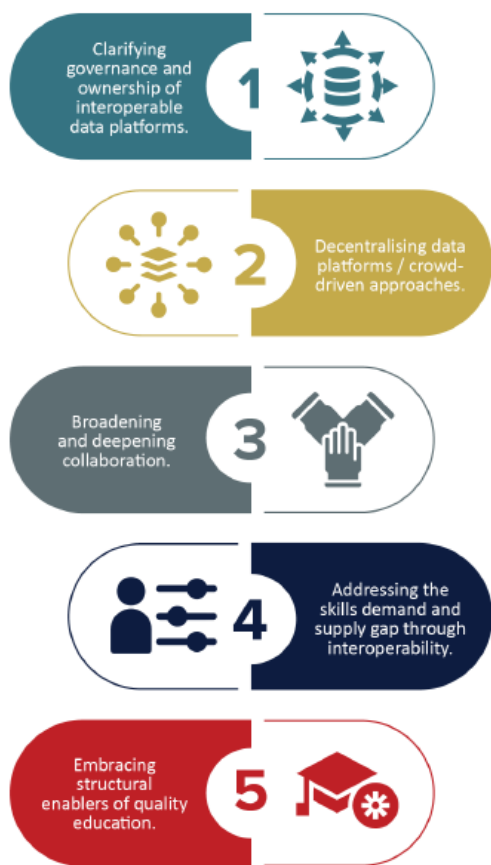 Clarifying
governance and
ownership of
interoperable
data platforms.
1
2
Decentralising data
platforms / crowd-
driven approaches.
Broadening
and deepening
collaboration.
3
4
Addressing the
skills demand and
supply gap through
interoperability.
Embracing
structural
enablers of quality
education.
5